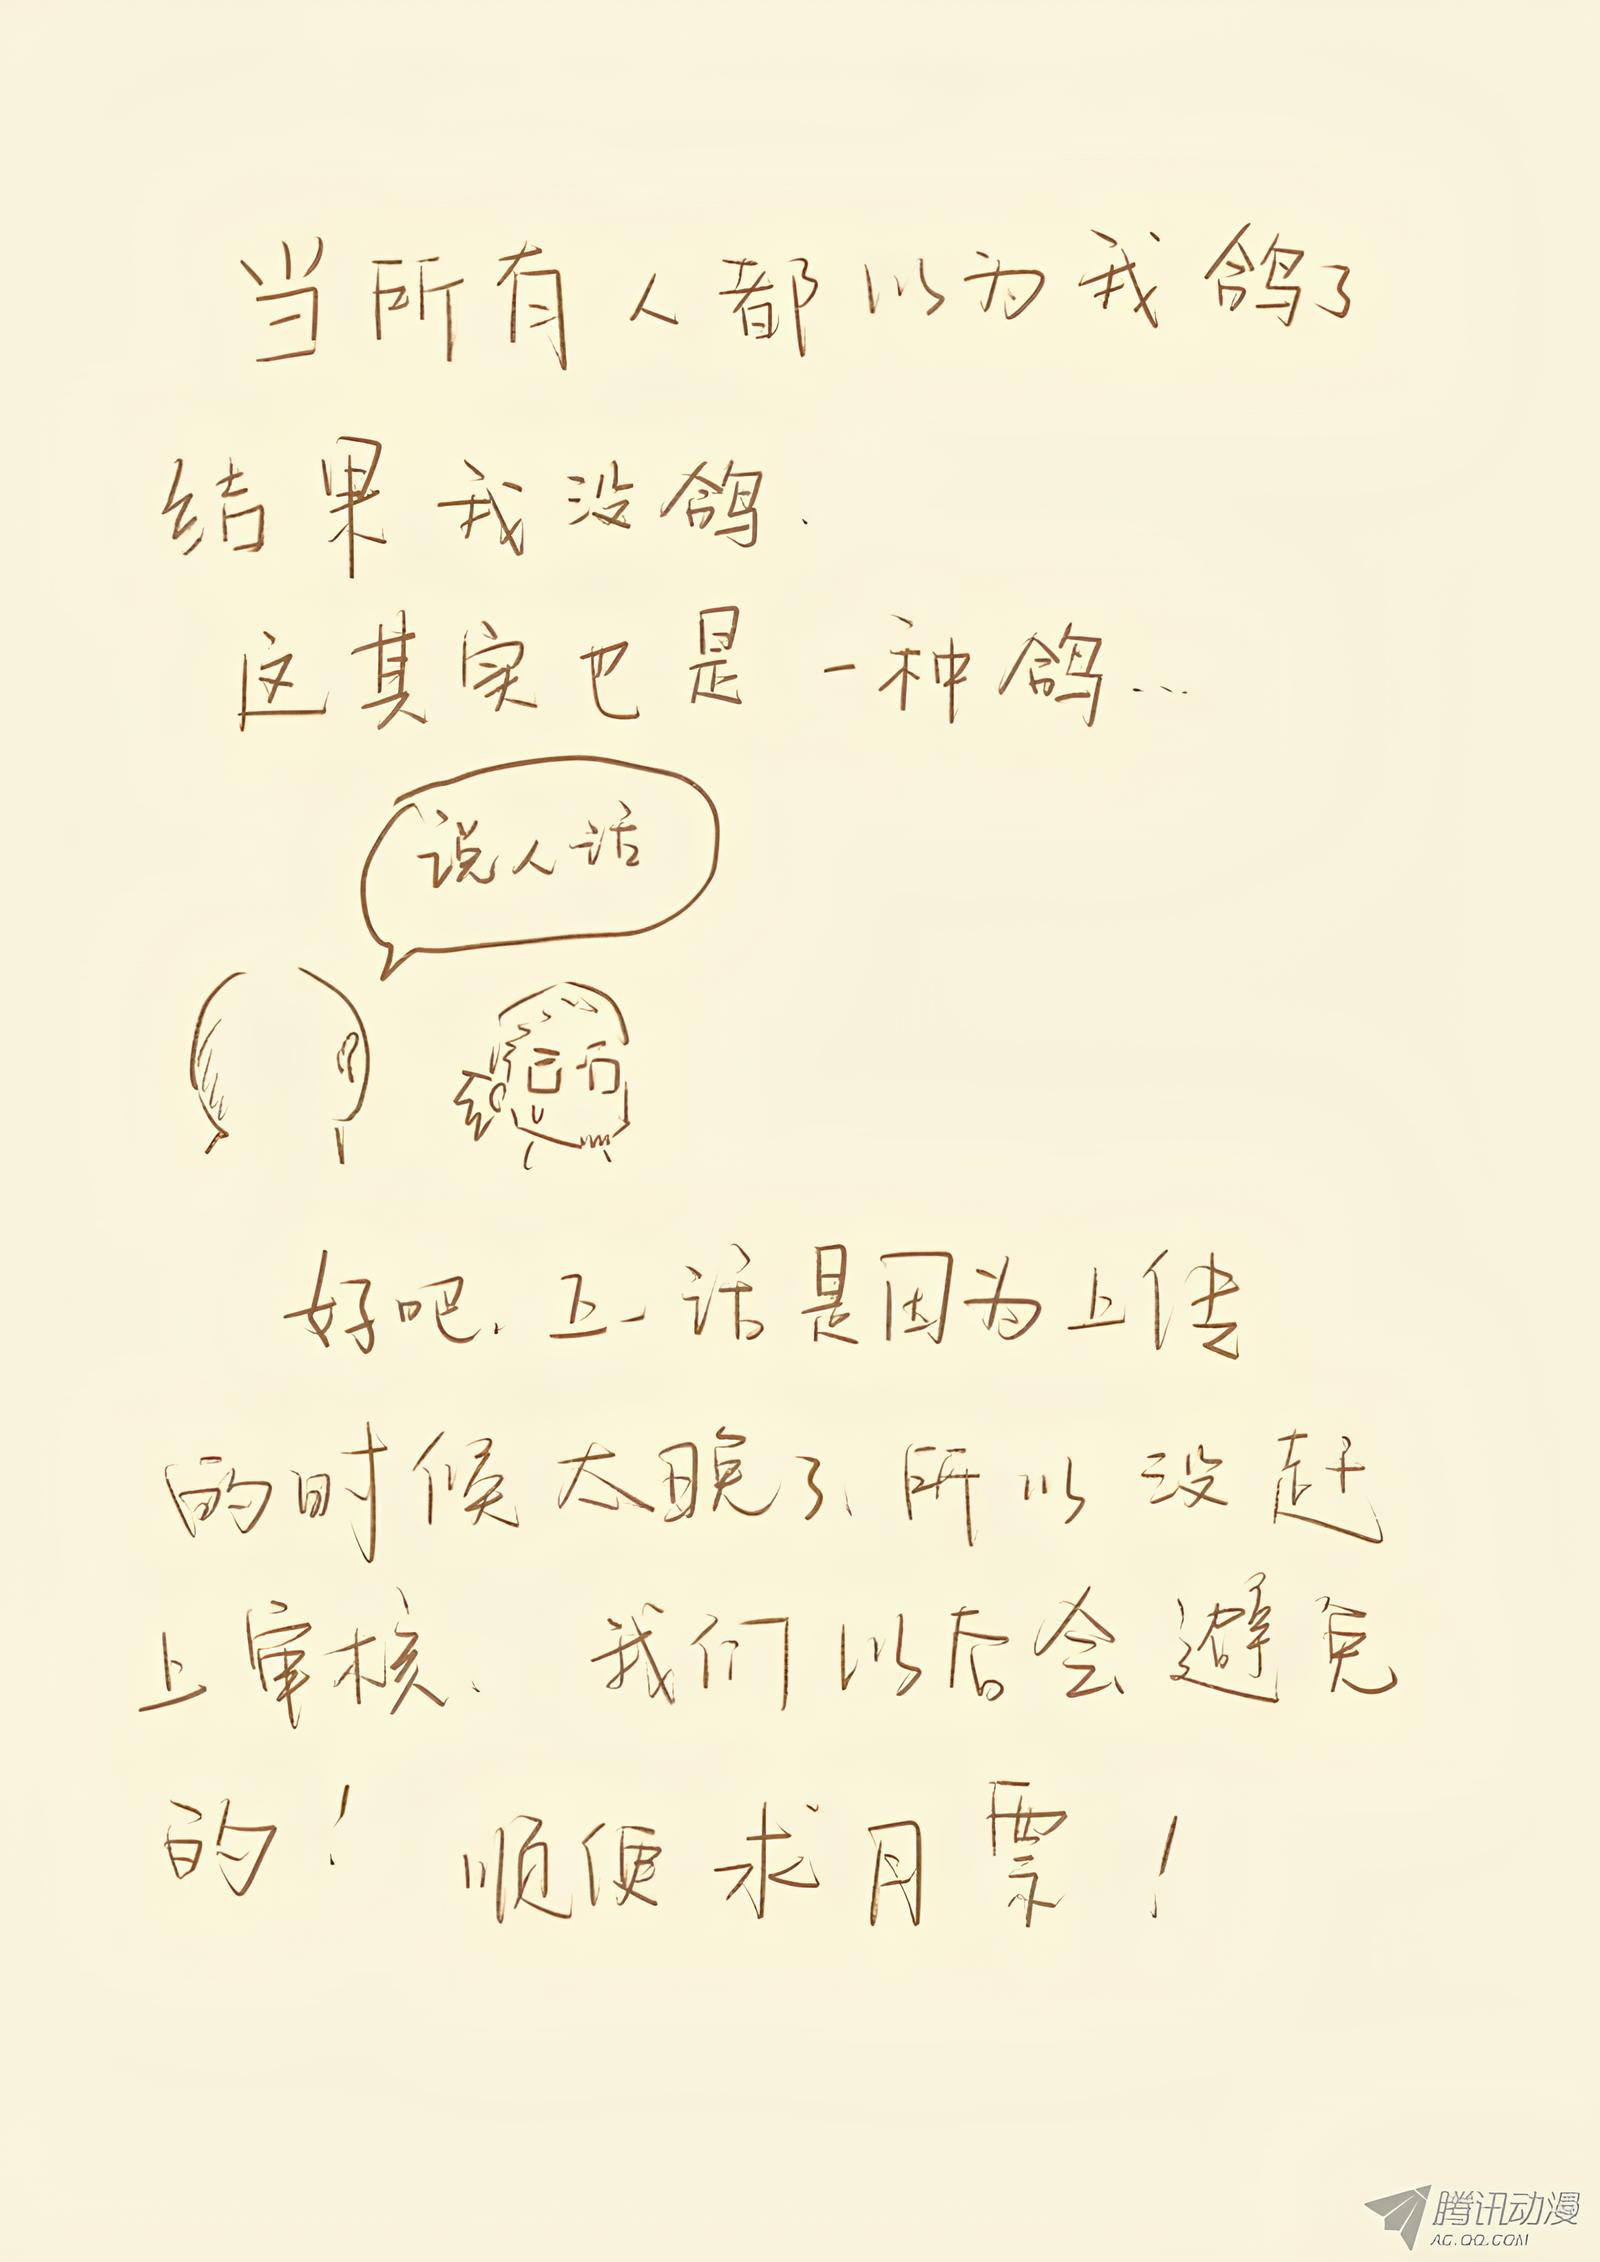 当所有人都以为我鸽了
结果我没鸽.
这其实也是一种鸽...
说人话
好吧.上一话是因为上传
的时候太晚了、所以没赶
上审核、我们以后会避免
的！顺便求月票！
腾讯动漫
AC.QQ.COM